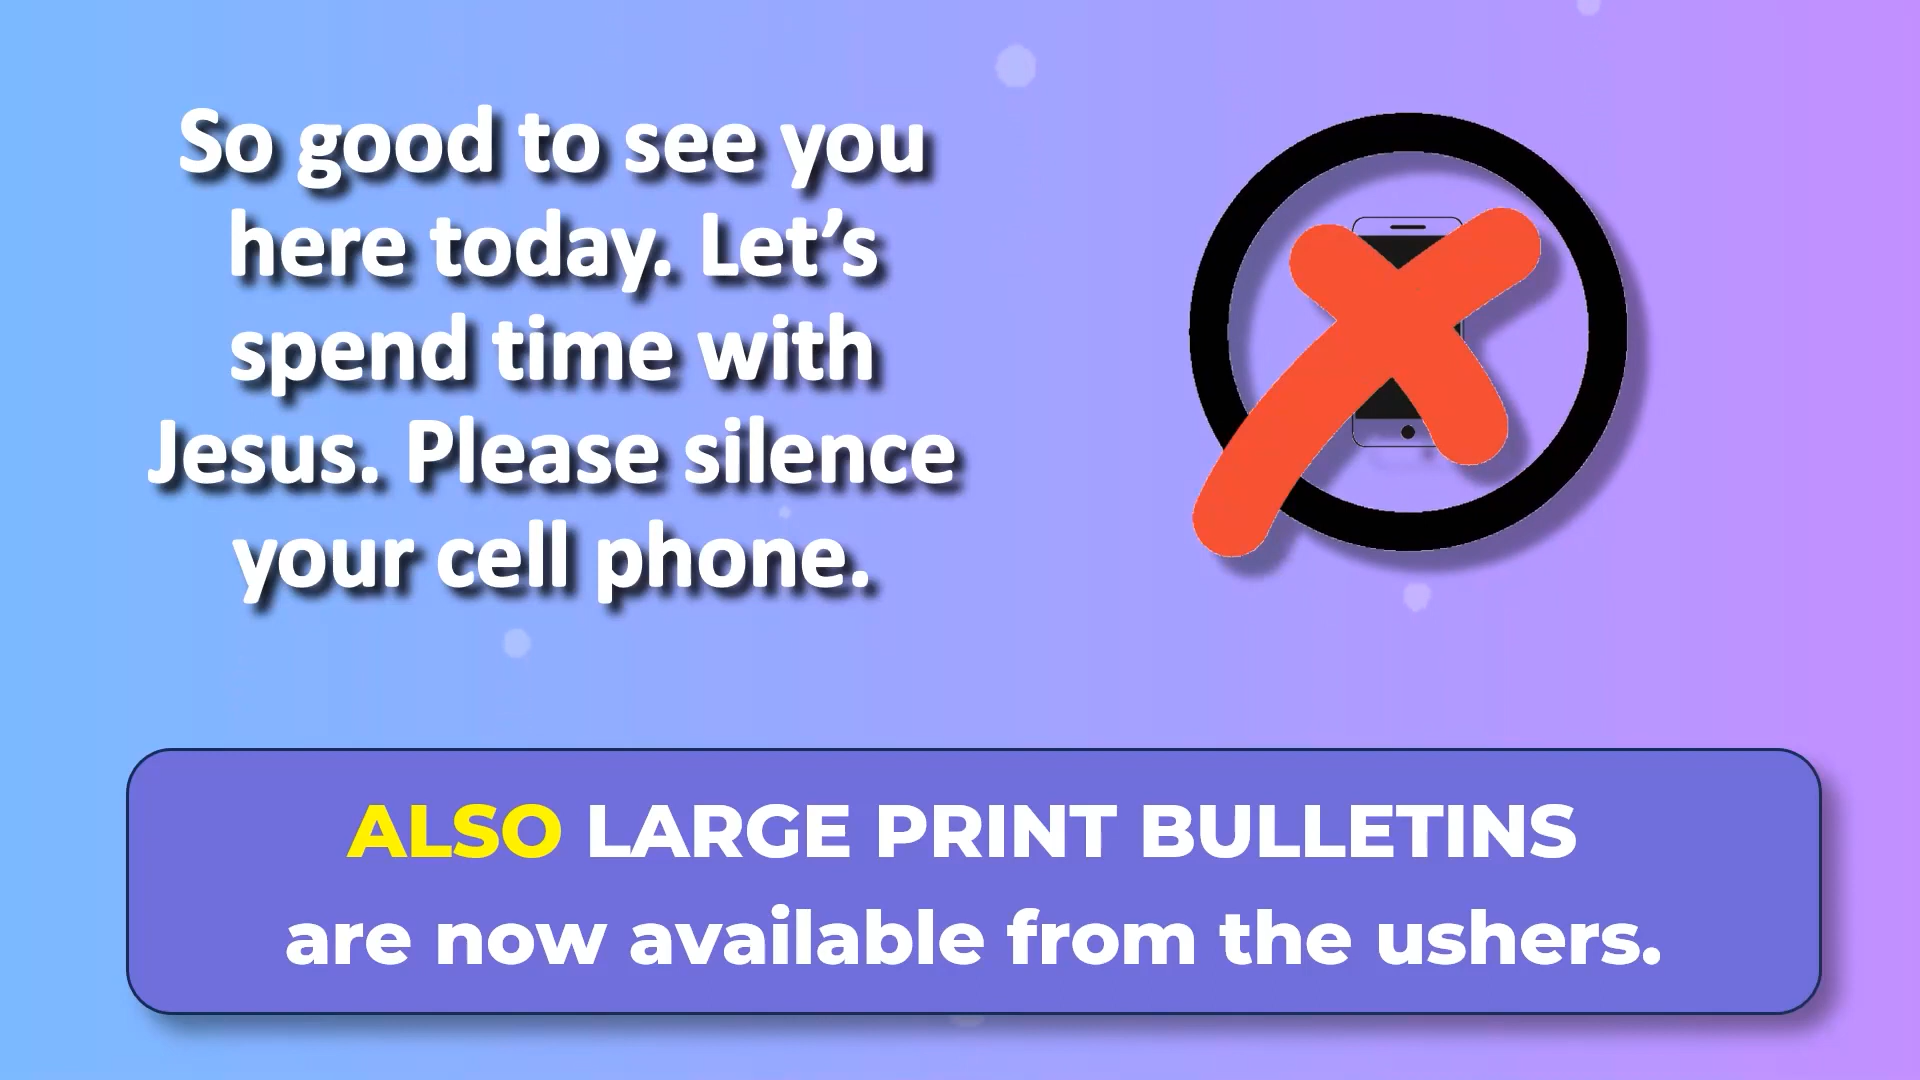 So good to see you
here today. Let’s
spend time with
Jesus. Please silence
your cell phone.
ALSO LARGE PRINT BULLETINS
are now available from the ushers.